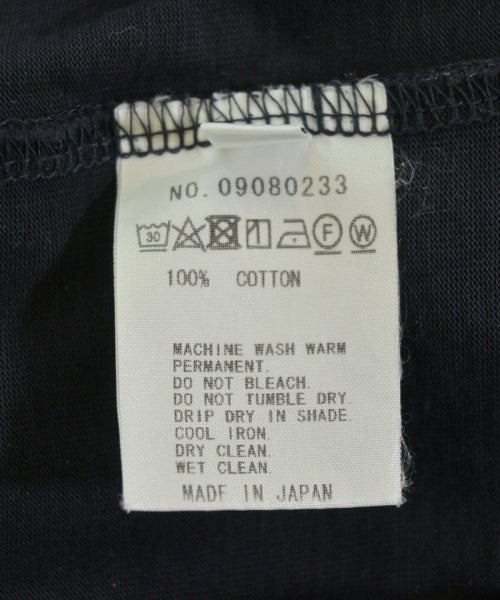 NO. 09080233
30 F W
100% COTTON
MACHINE WASH WARM
PERMANENT.
DO NOT BLEACH.
DO NOT TUMBLE DRY.
DRIP DRY IN SHADE.
COOL IRON.
DRY CLEAN.
WET CLEAN.
MADE IN JAPAN